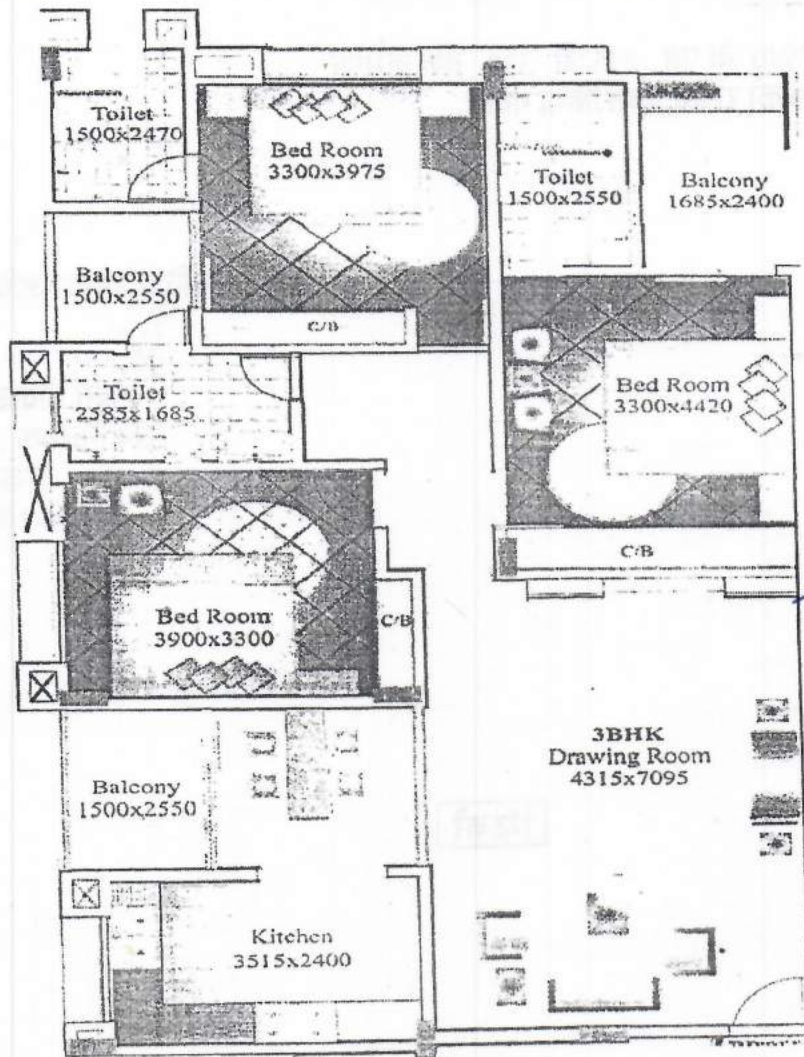 Toilet
1500x2470
Bed Room
3300x3975
Toilet
1500x2550
Balcony
1685x2400
Balcony
1500x2550
C/B
Toilet
2585x1685
Bed Room
3300x4420
C/B
Bed Room
3900x3300
C/B
3BHK
Drawing Room
4315x7095
Balcony
1500x2550
Kitchen
3515x2400